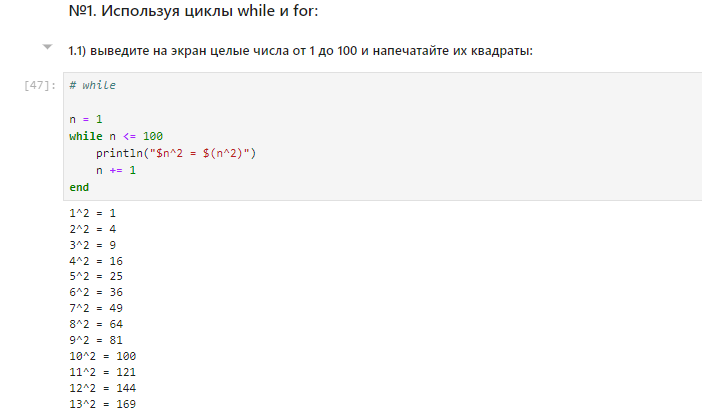 №1. Используя циклы while и for:
1.1) выведите на экран целые числа от 1 до 100 и напечатайте их квадраты:
[47]: # while
n = 1
while n <= 100
println("$n^2 = $(n^2)")
n += 1
end
1^2 = 1
2^2 = 4
3^2 = 9
4^2 = 16
5^2 = 25
6^2 = 36
7^2 = 49
8^2 = 64
9^2 = 81
10^2 = 100
11^2 = 121
12^2 = 144
13^2 = 169